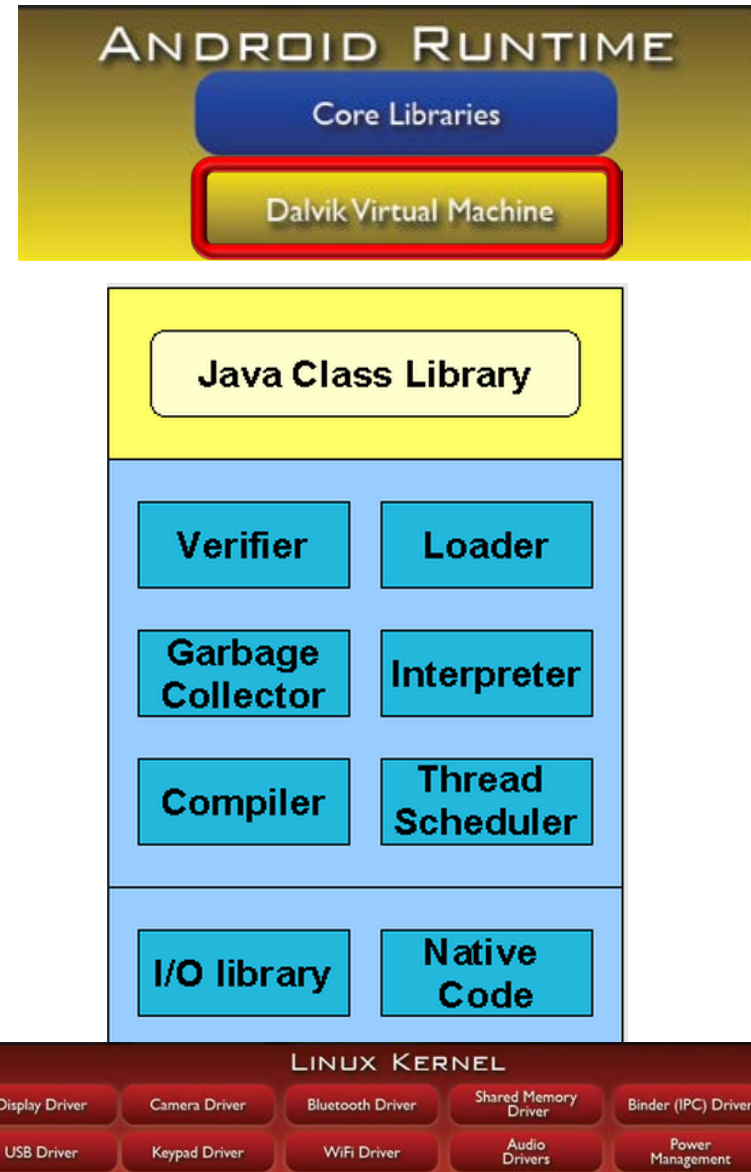 ANDROID RUNTIME
Core Libraries
Dalvik Virtual Machine
Java Class Library
Verifier
Loader
Garbage
Collector
Interpreter
Compiler
Thread
Scheduler
I/O library
Native
Code
LINUX KERNEL
Display Driver
Camera Driver
Bluetooth Driver
Shared Memory
Driver
Binder (IPC) Driver
USB Driver
Keypad Driver
WiFi Driver
Audio
Drivers
Power
Management